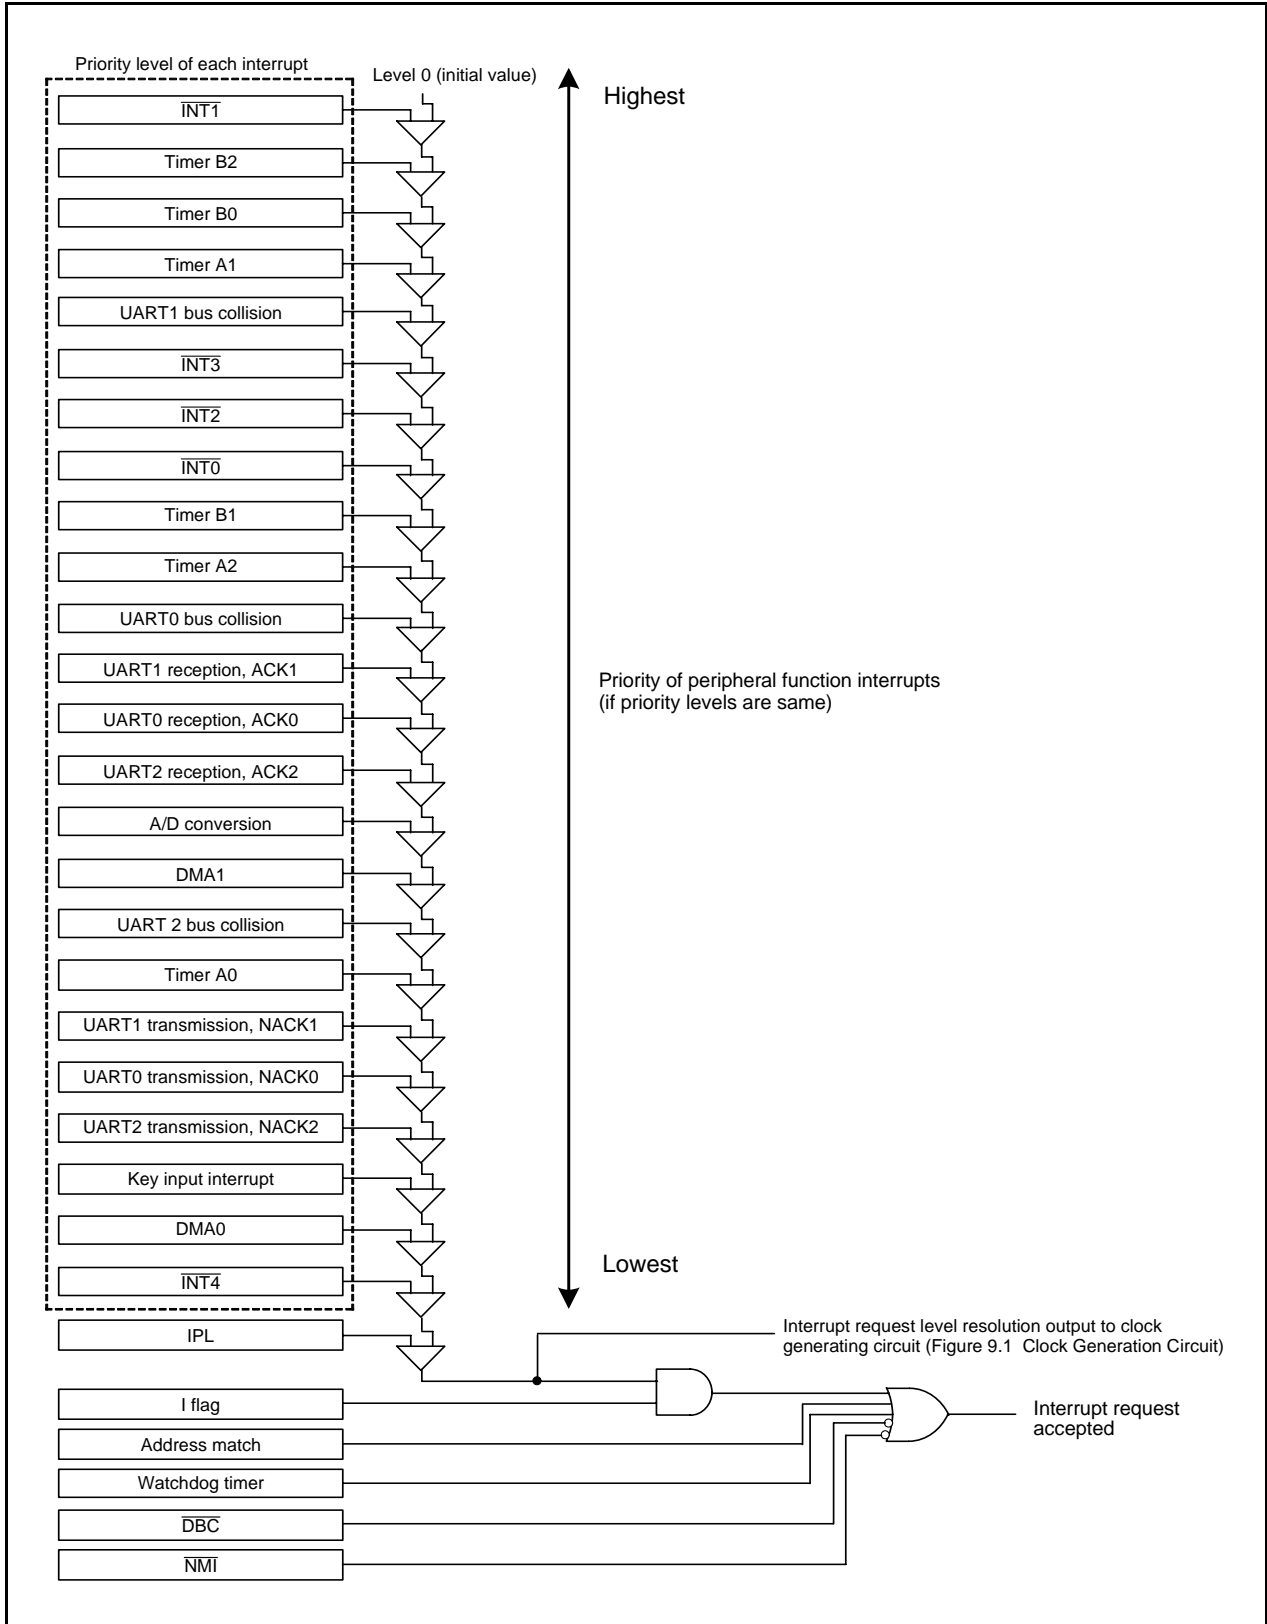 Priority level of each interrupt
Level 0 (initial value)
Highest
INT1
Timer B2
Timer B0
Timer A1
UART1 bus collision
INT3
INT2
INT0
Timer B1
Timer A2
UART0 bus collision
UART1 reception, ACK1
UART0 reception, ACK0
UART2 reception, ACK2
A/D conversion
DMA1
UART 2 bus collision
Timer A0
UART1 transmission, NACK1
UART0 transmission, NACK0
UART2 transmission, NACK2
Key input interrupt
DMA0
INT4
Priority of peripheral function interrupts
(if priority levels are same)
Lowest
IPL
Interrupt request level resolution output to clock
generating circuit (Figure 9.1 Clock Generation Circuit)
I flag
Address match
Watchdog timer
DBC
NMI
Interrupt request
accepted